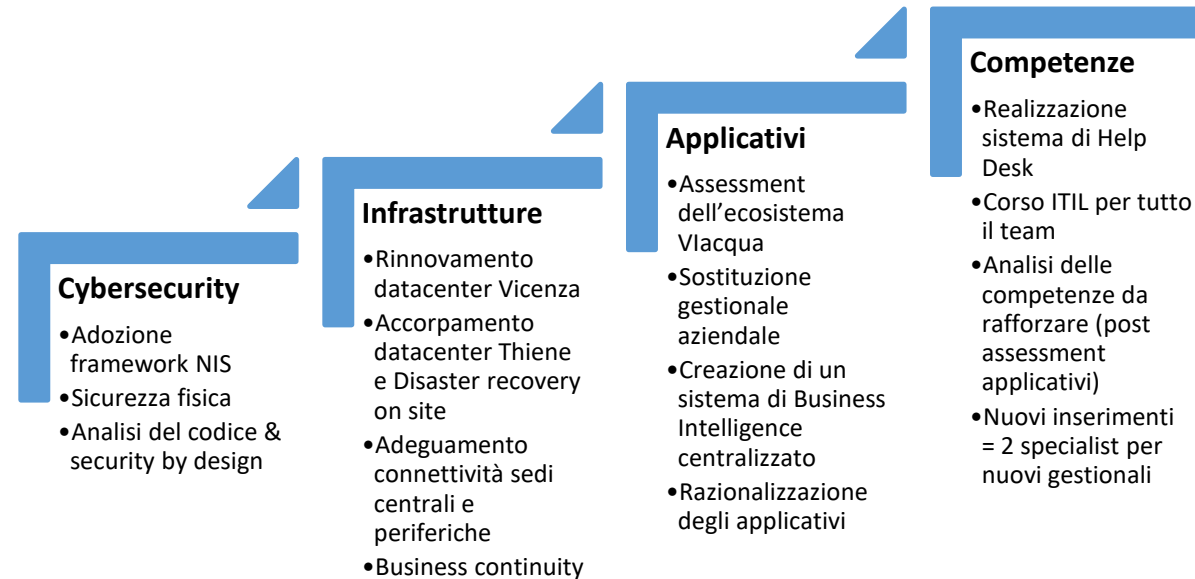 Cybersecurity
•Adozione
framework NIS
•Sicurezza fisica
•Analisi del codice &
security by design
Infrastrutture
•Rinnovamento
datacenter Vicenza
•Accorpamento
datacenter Thiene
e Disaster recovery
on site
•Adeguamento
connettività sedi
centrali e
periferiche
•Business continuity
Applicativi
•Assessment
dell’ecosistema
VIacqua
•Sostituzione
gestionale
aziendale
•Creazione di un
sistema di Business
Intelligence
centralizzato
•Razionalizzazione
degli applicativi
Competenze
•Realizzazione
sistema di Help
Desk
•Corso ITIL per tutto
il team
•Analisi delle
competenze da
rafforzare (post
assessment
applicativi)
•Nuovi inserimenti
= 2 specialist per
nuovi gestionali